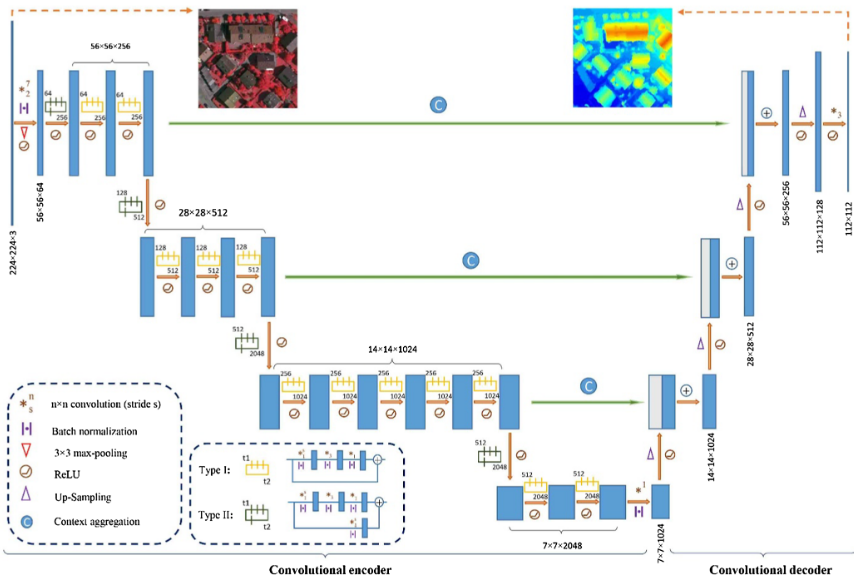 56×56×256
7
2
64
256
64
256
64
256
C
3
224×224×3
56×56×64
128
512
28×28×512
128
512
128
512
128
512
C
56×56×256
112×112×128
112×112
512
2048
14×14×1024
256
1024
256
1024
256
1024
256
1024
256
1024
C
28×28×512
14×14×1024
512
2048
512
2048
512
2048
1
7×7×2048
7×7×1024
n
s
n×n convolution (stride s)
Batch normalization
3×3 max-pooling
ReLU
Up-Sampling
C
Context aggregation
Type I:
t1
t2
Type II:
t1
t2
Convolutional encoder
Convolutional decoder